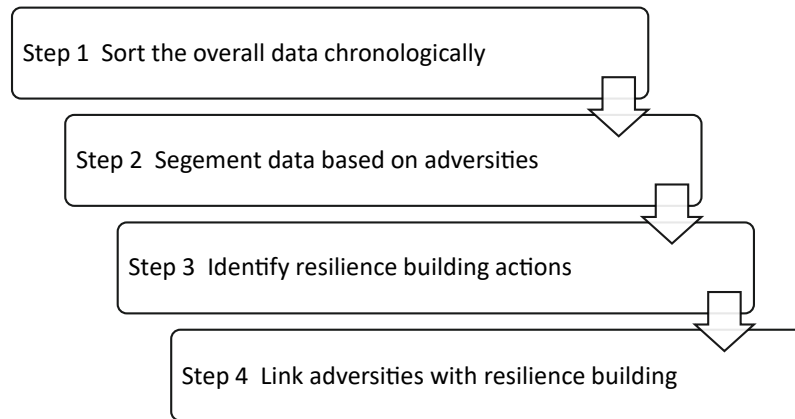 Step 1 Sort the overall data chronologically
Step 2 Segement data based on adversities
Step 3 Identify resilience building actions
Step 4 Link adversities with resilience building